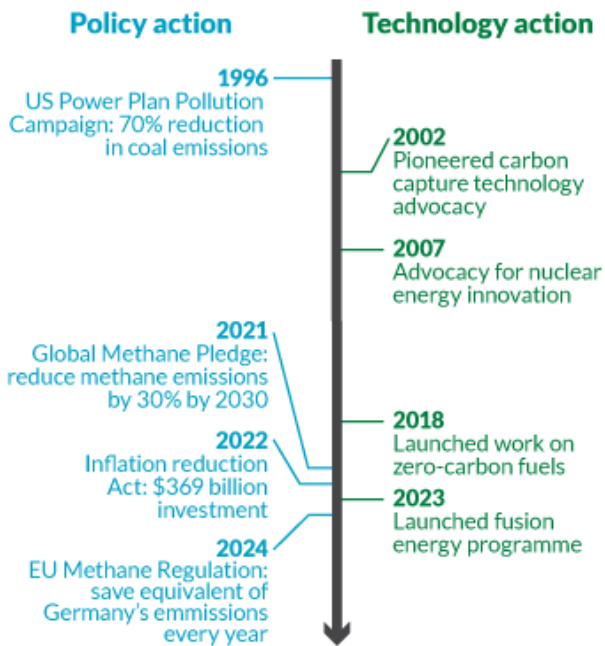 Policy action
Technology action
1996
US Power Plan Pollution
Campaign: 70% reduction
in coal emissions
2002
Pioneered carbon
capture technology
advocacy
2007
Advocacy for nuclear
energy innovation
2021
Global Methane Pledge:
reduce methane emissions
by 30% by 2030
2018
Launched work on
zero-carbon fuels
2022
Inflation reduction
Act: $369 billion
investment
2023
Launched fusion
energy programme
2024
EU Methane Regulation:
save equivalent of
Germany's emmissions
every year